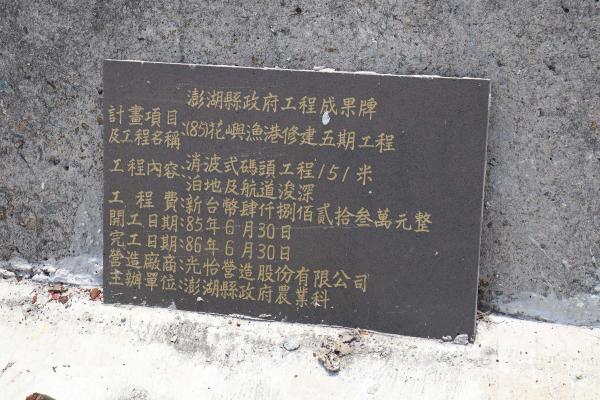 澎湖縣政府工程成果牌
計畫項目
及工程名稱:(85)花嶼漁港修建五期工程
工程內容:消波式碼頭工程151米
泊地及航道浚深
工程費:新台幣肆仟捌佰貳拾叁萬元整
開工日期:85年6月30日
完工日期:86年6月30日
營造廠商:光怡營造股份有限公司
主辦單位:澎湖縣政府農業科